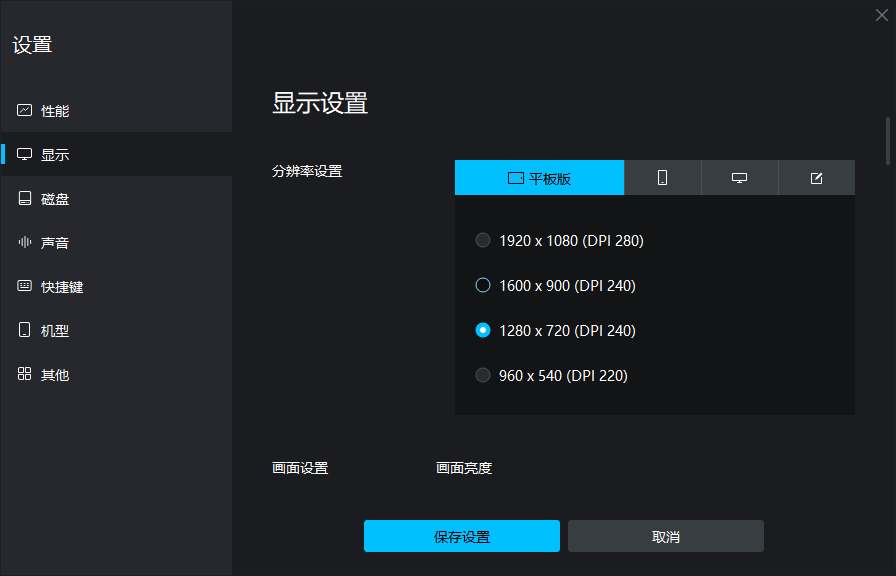 设置
性能
显示
磁盘
声音
快捷键
机型
其他
显示设置
分辨率设置
平板版
1920 x 1080 (DPI 280)
1600 x 900 (DPI 240)
1280 x 720 (DPI 240)
960 x 540 (DPI 220)
画面设置
画面亮度
保存设置
取消